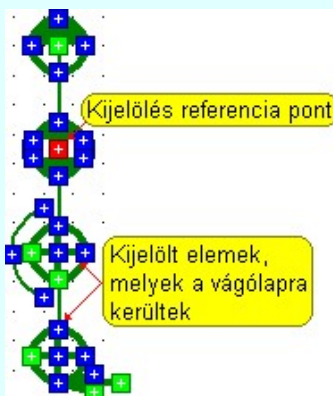 Kijelölés referencia pont
Kijelölt elemek,
melyek a vágólapra
kerültek